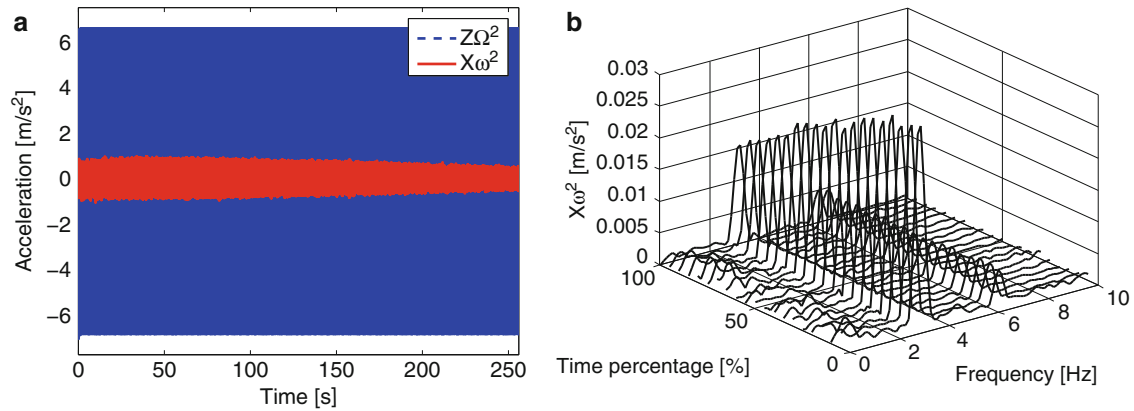 a
ZΩ²
Xω²
Acceleration [m/s²]
6
4
2
0
−2
−4
−6
0 50 100 150 200 250
Time [s]
b
0.03
0.025
0.02
0.015
0.01
0.005
0
Xω² [m/s²]
100
50
0
Time percentage [%]
0
2
4
6
8
10
Frequency [Hz]